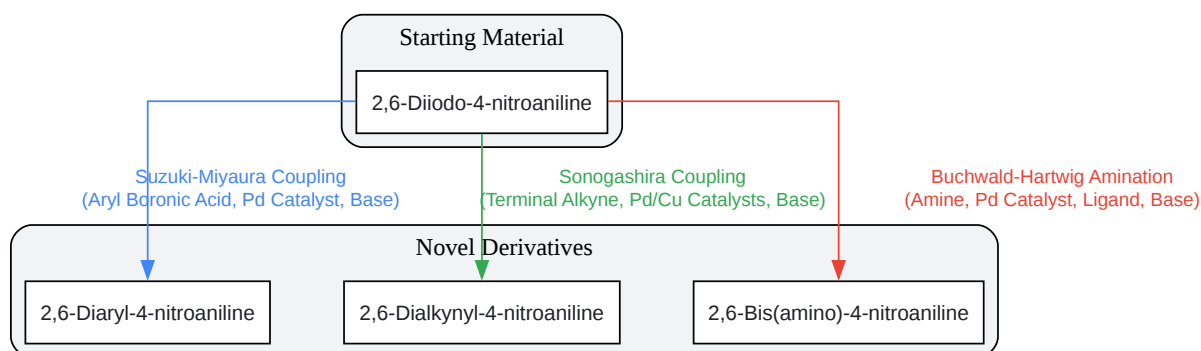 Starting Material
2,6-Diiodo-4-nitroaniline
Suzuki-Miyaura Coupling
(Aryl Boronic Acid, Pd Catalyst, Base)
Sonogashira Coupling
(Terminal Alkyne, Pd/Cu Catalysts, Base)
Buchwald-Hartwig Amination
(Amine, Pd Catalyst, Ligand, Base)
Novel Derivatives
2,6-Diaryl-4-nitroaniline
2,6-Dialkynyl-4-nitroaniline
2,6-Bis(amino)-4-nitroaniline